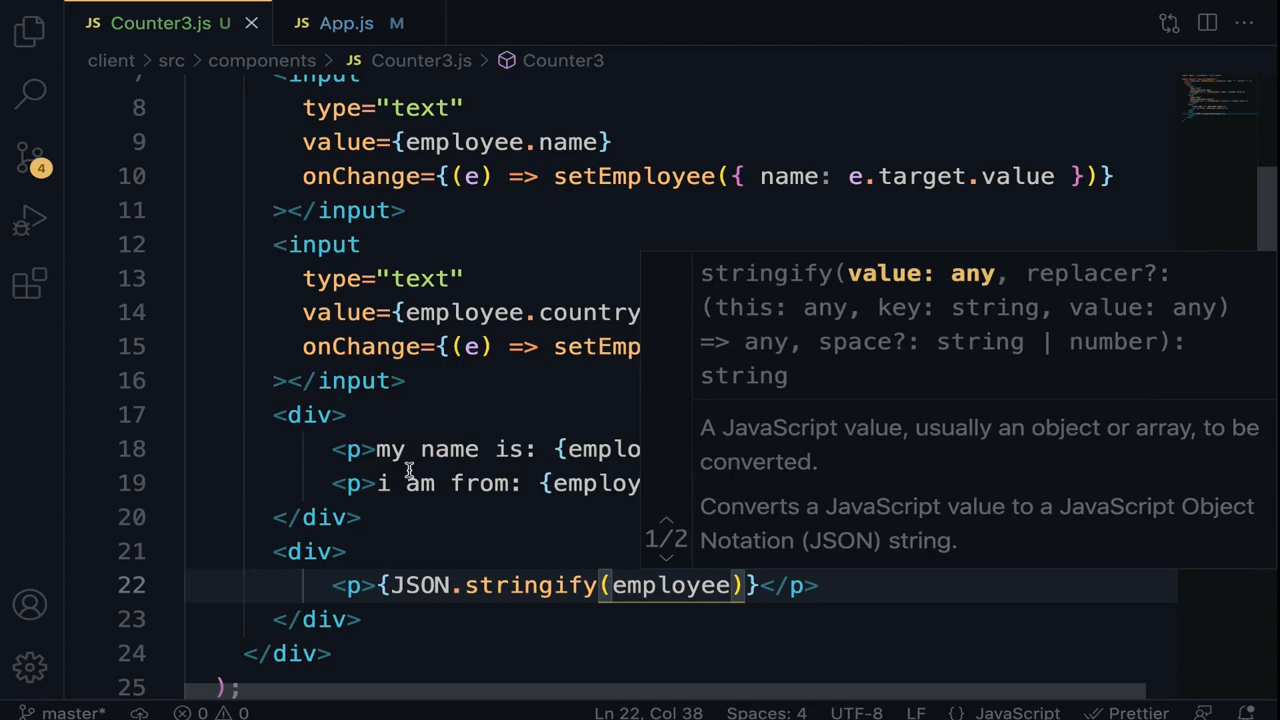 JS Counter3.js U
JS App.js M
client > src > components > JS Counter3.js > Counter3
7 <input
8 type="text"
9 value={employee.name}
10 onChange={(e) => setEmployee({ name: e.target.value })}
11 ></input>
12 <input
13 type="text"
14 value={employee.country
15 onChange={(e) => setEmp
16 ></input>
17 <div>
18 <p>my name is: {emplo
19 <p>i am from: {employ
20 </div>
21 <div>
22 <p>{JSON.stringify(employee)}</p>
23 </div>
24 </div>
25 );
stringify(value: any, replacer?:
(this: any, key: string, value: any)
=> any, space?: string | number):
string
A JavaScript value, usually an object or array, to be
converted.
Converts a JavaScript value to a JavaScript Object
1/2
Notation (JSON) string.
4
master* 0 0 Ln 22, Col 38 Spaces: 4 UTF-8 LF {} JavaScript Prettier